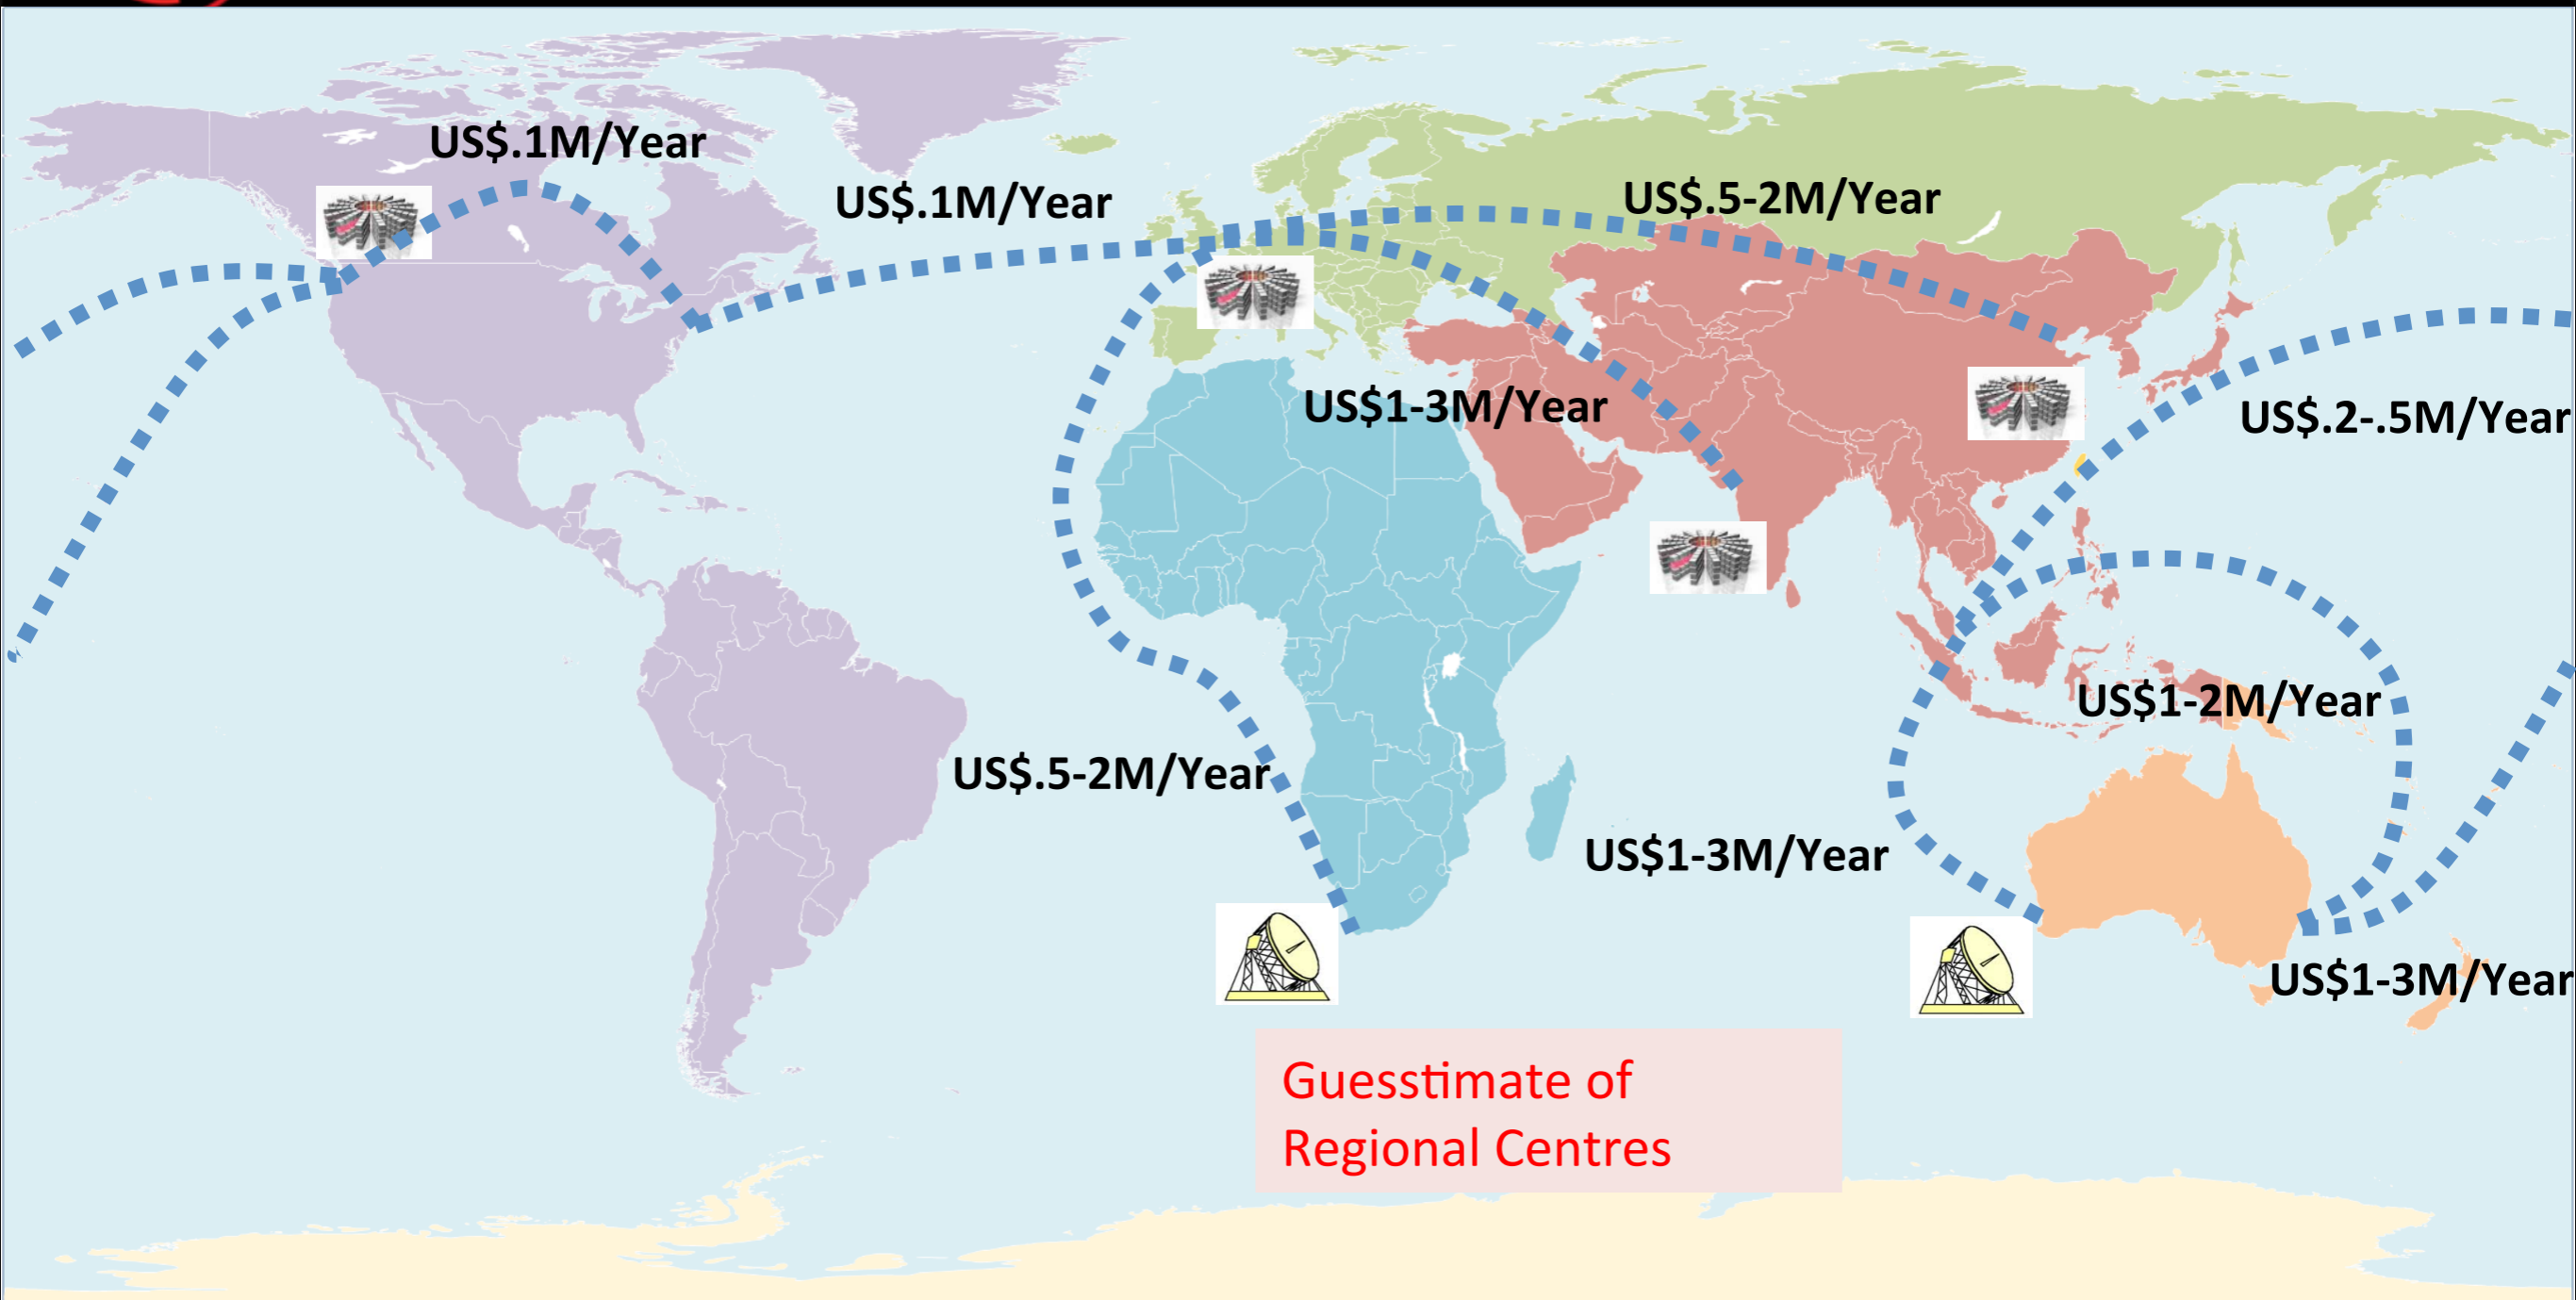 US$.1M/Year
US$.1M/Year
US$.5-2M/Year
US$1-3M/Year
US$.2-.5M/Year
US$1-2M/Year
US$.5-2M/Year
US$1-3M/Year
US$1-3M/Year
Guesstimate of
Regional Centres